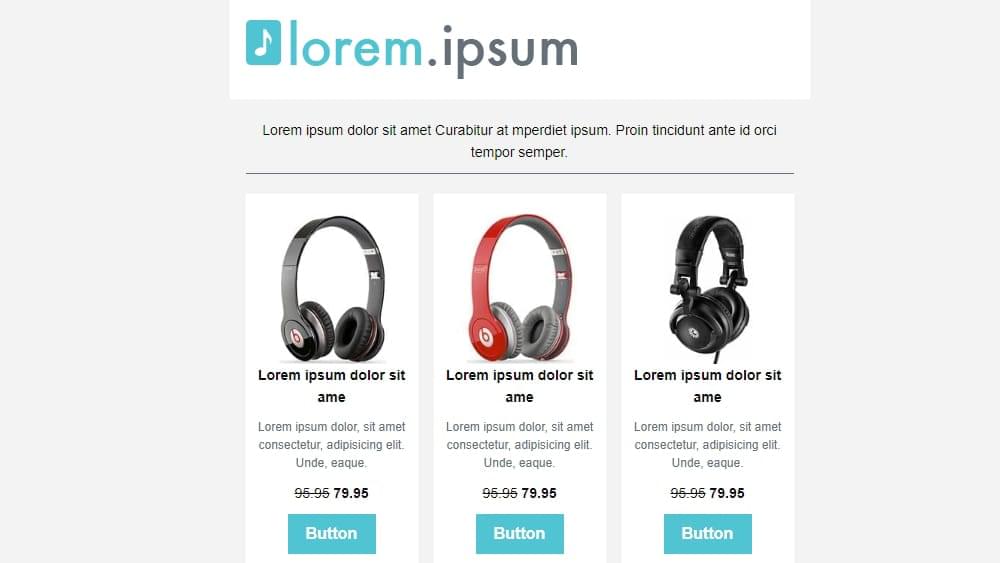 lorem.ipsum
Lorem ipsum dolor sit amet Curabitur at mperdiet ipsum. Proin tincidunt ante id orci
tempor semper.
Lorem ipsum dolor sit
ame
Lorem ipsum dolor, sit amet
consectetur, adipisicing elit.
Unde, eaque.
95.95 79.95
Button
Lorem ipsum dolor sit
ame
Lorem ipsum dolor, sit amet
consectetur, adipisicing elit.
Unde, eaque.
95.95 79.95
Button
Lorem ipsum dolor sit
ame
Lorem ipsum dolor, sit amet
consectetur, adipisicing elit.
Unde, eaque.
95.95 79.95
Button